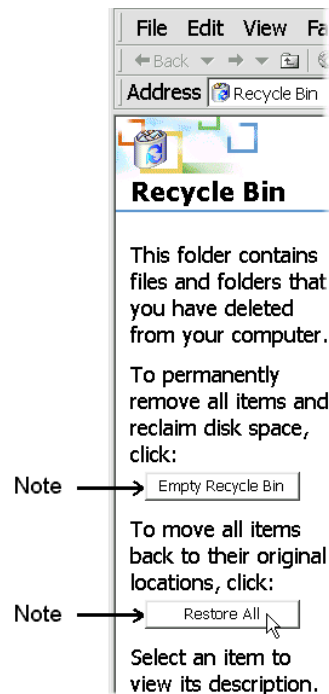 File Edit View Fa
Back
Address Recycle Bin
Recycle Bin
This folder contains
files and folders that
you have deleted
from your computer.
To permanently
remove all items and
reclaim disk space,
click:
Note Empty Recycle Bin
To move all items
back to their original
locations, click:
Note Restore All
Select an item to
view its description.